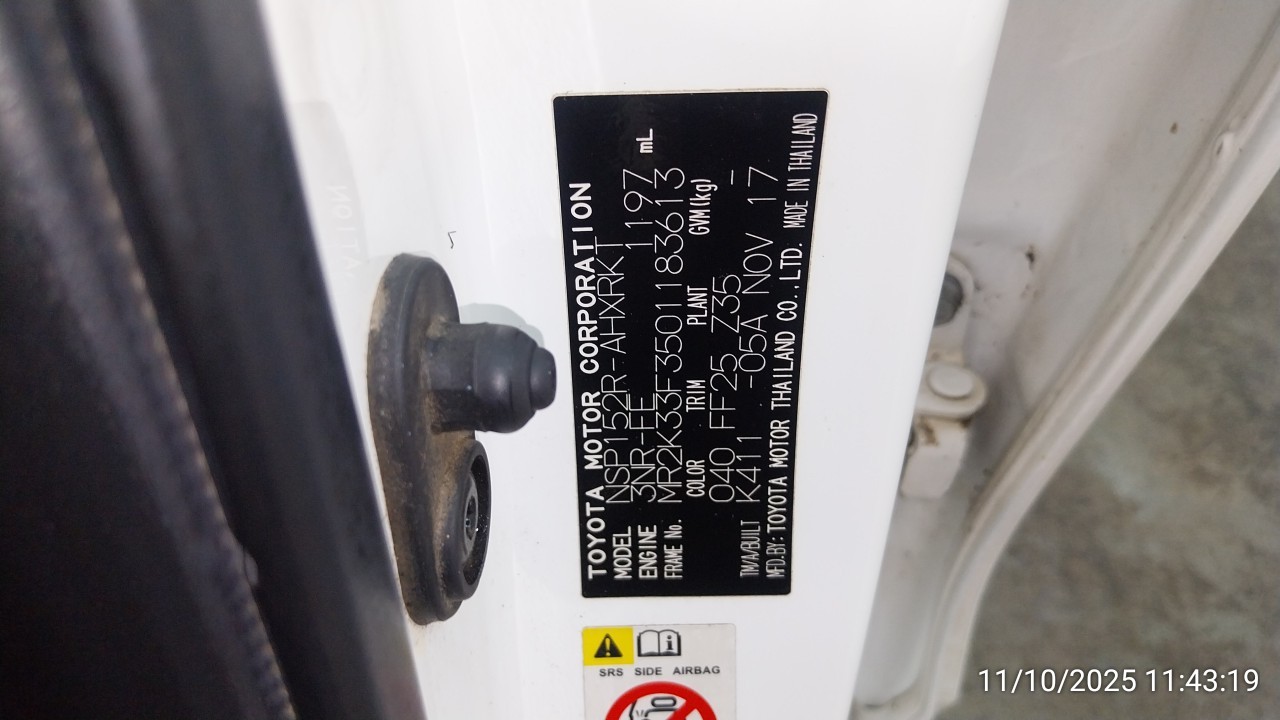 TOYOTA MOTOR CORPORATION
MODEL NSP152R-AHXRKT
ENGINE 3NR-FE 1197 mL
FRAME No. MR2K33F3501183613
COLOR TRIM PLANT GVM(kg)
040 FF25 Z35 -
TM/A/BUILT K411 -05A NOV 17
MFD.BY:TOYOTA MOTOR THAILAND CO.,LTD. MADE IN THAILAND
SRS SIDE AIRBAG
11/10/2025 11:43:19